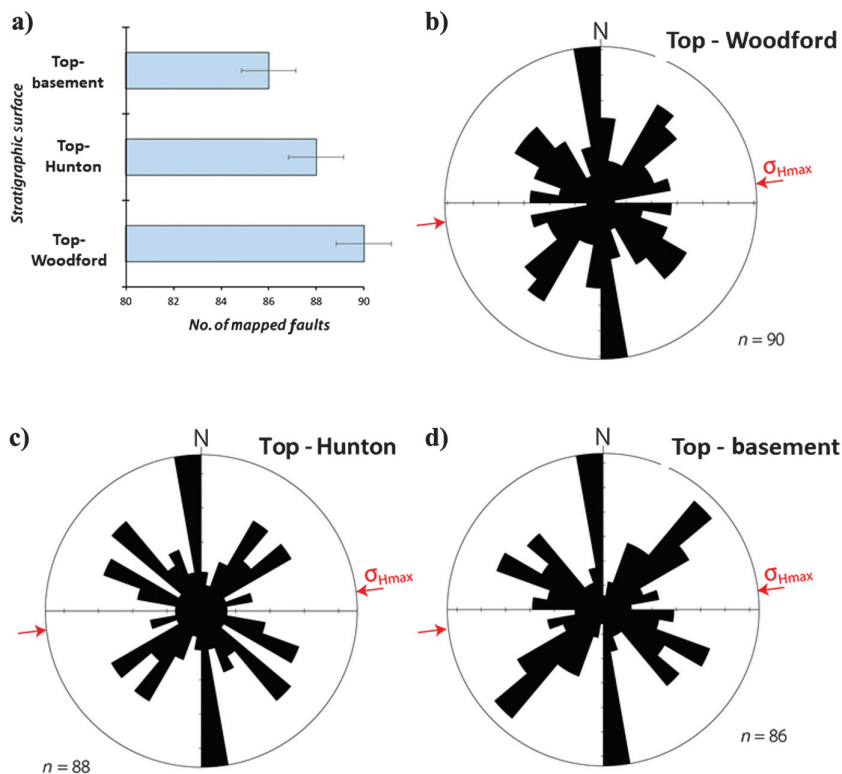 a)
Stratigraphic surface
Top-
basement
Top-
Hunton
Top-
Woodford
80 82 84 86 88 90
No. of mapped faults
b)
N
Top - Woodford
σHmax
n = 90
c)
N
Top - Hunton
σHmax
n = 88
d)
N
Top - basement
σHmax
n = 86